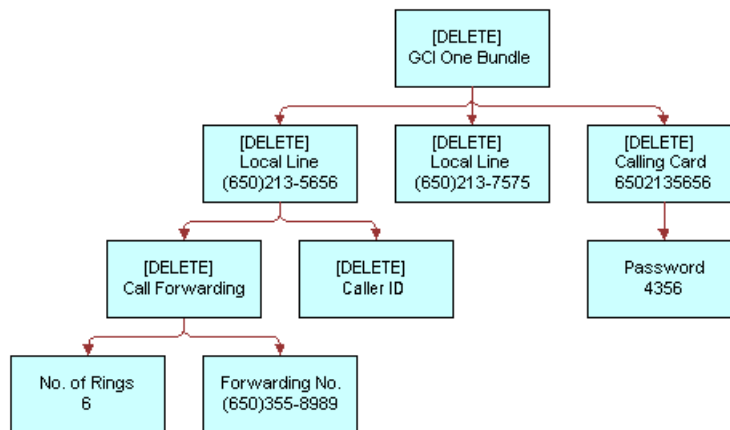 [DELETE]
GCI One Bundle
[DELETE]
Local Line
(650)213-5656
[DELETE]
Local Line
(650)213-7575
[DELETE]
Calling Card
6502135656
[DELETE]
Call Forwarding
[DELETE]
Caller ID
Password
4356
No. of Rings
6
Forwarding No.
(650)355-8989